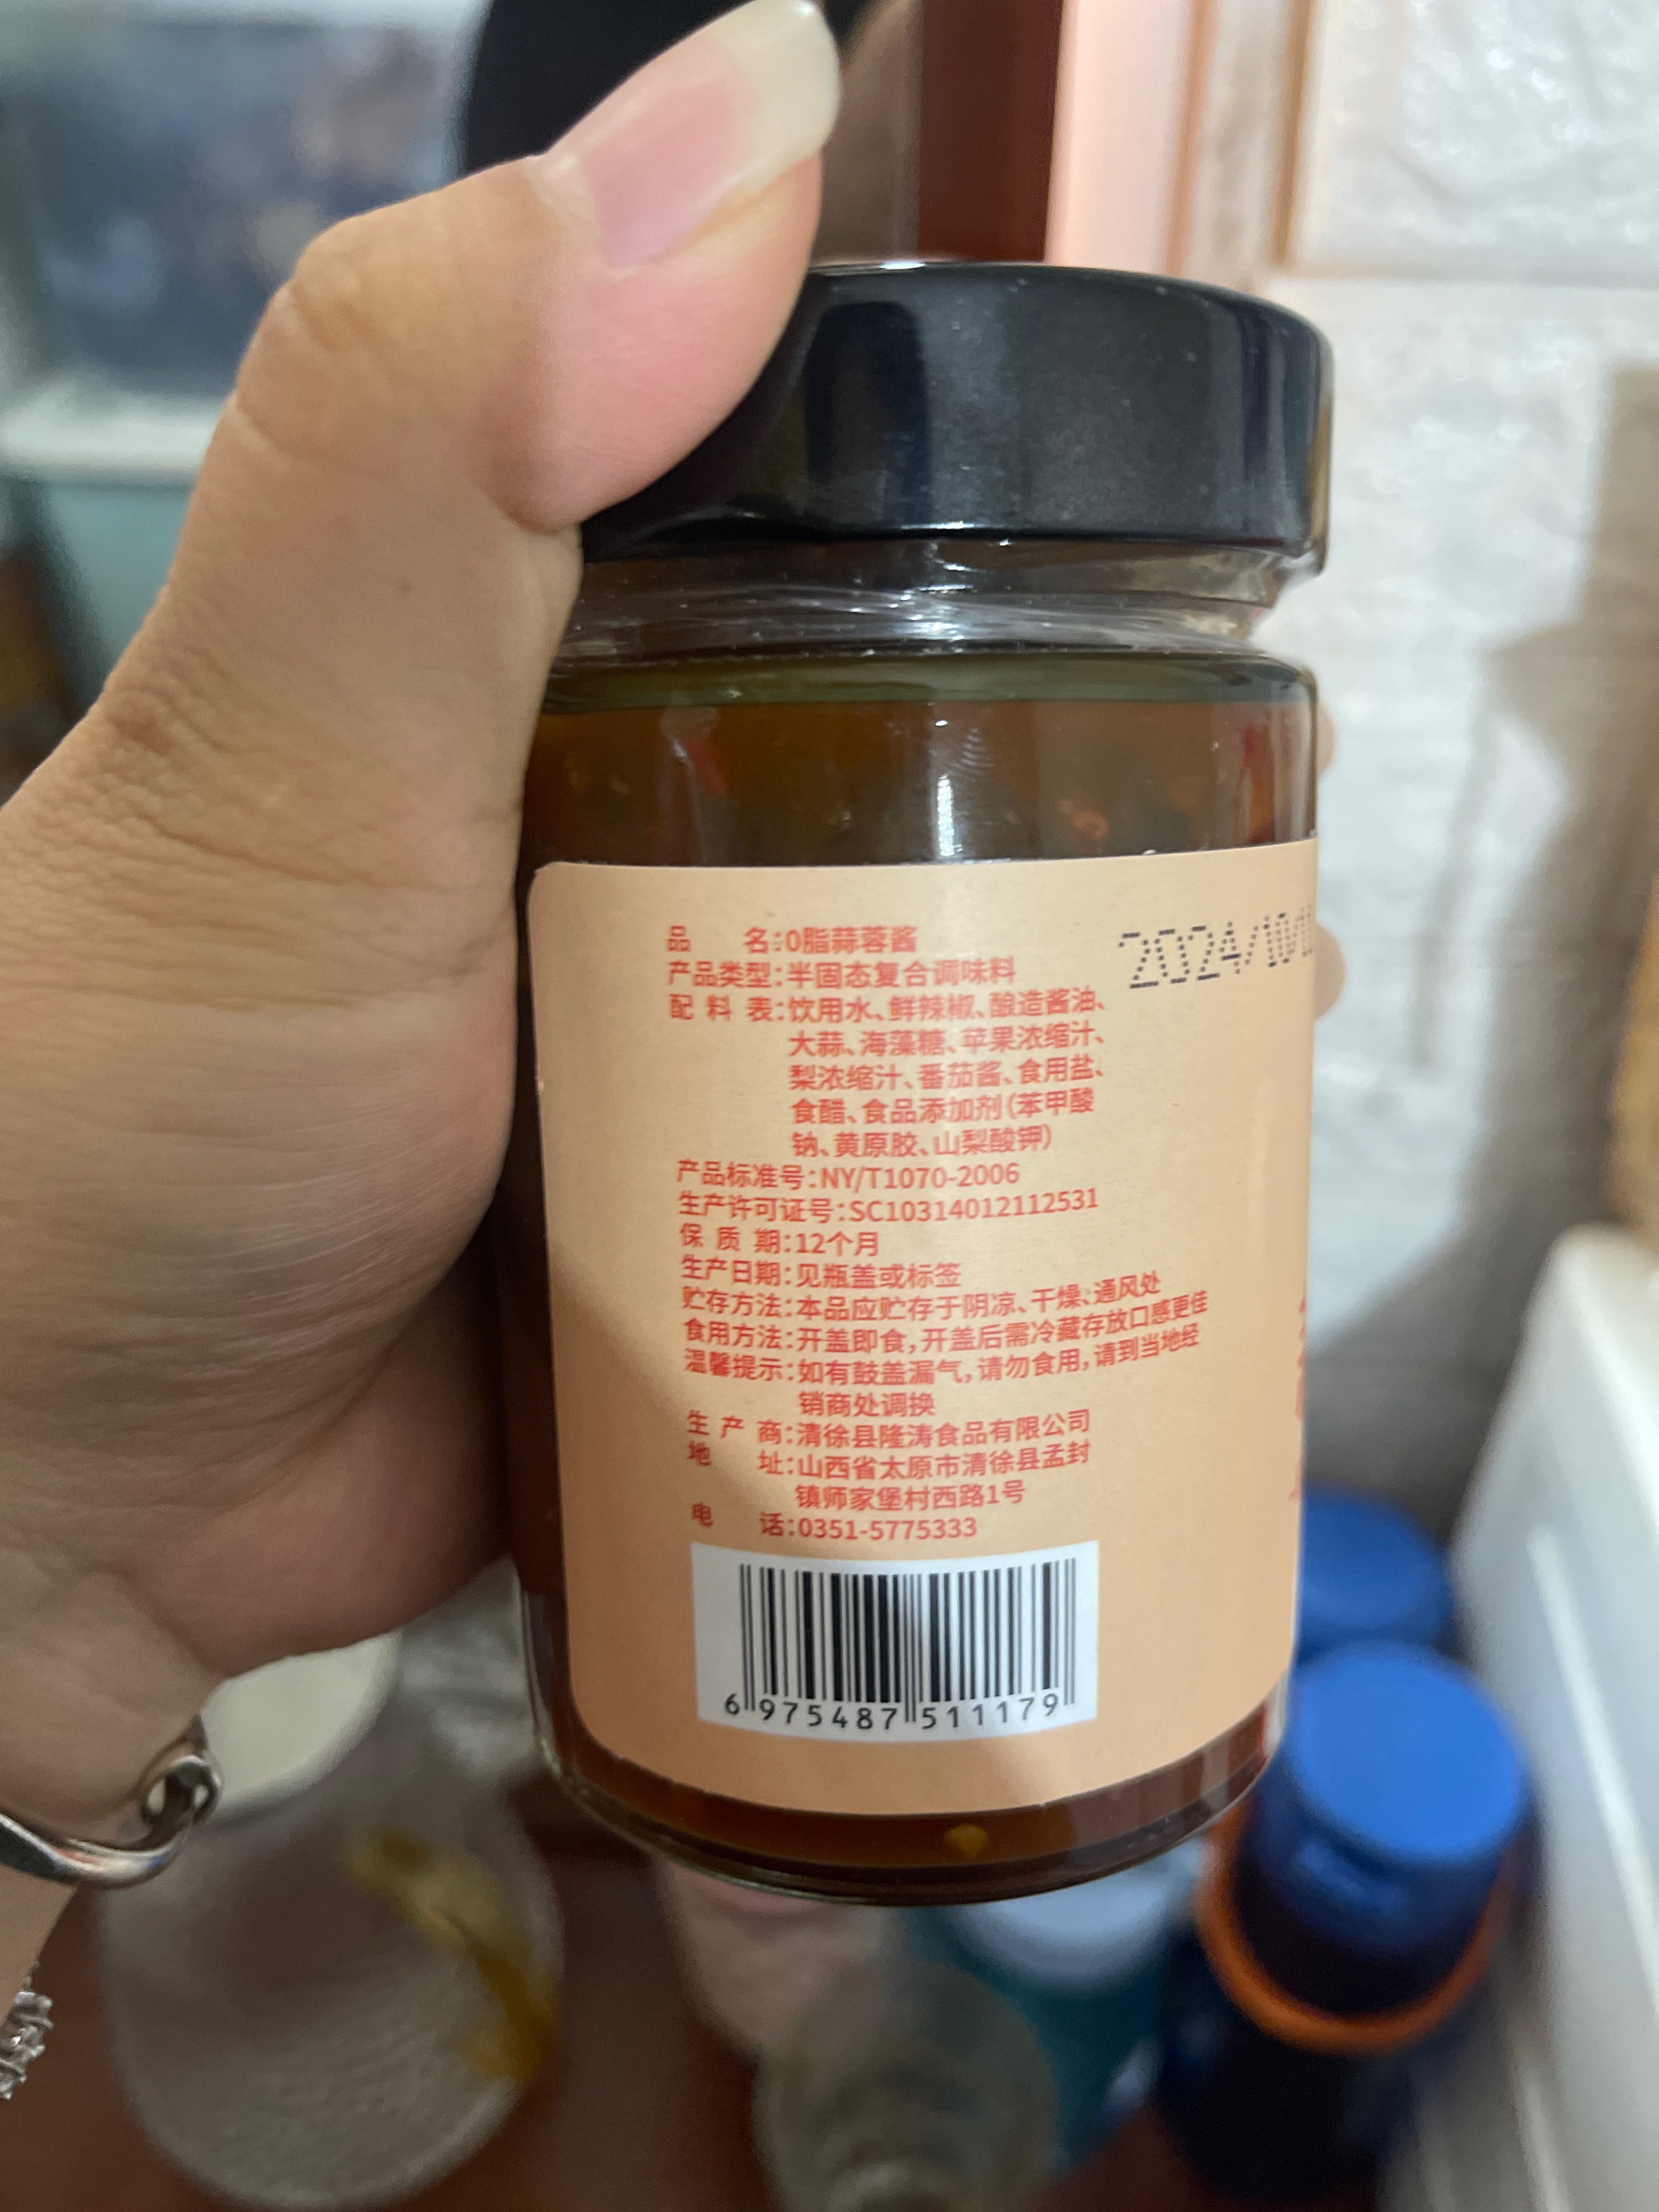 品 名:0脂蒜蓉酱
2024/10/1
产品类型:半固态复合调味料
配 料 表:饮用水、鲜辣椒、酿造酱油、
大蒜、海藻糖、苹果浓缩汁、
梨浓缩汁、番茄酱、食用盐、
食醋、食品添加剂(苯甲酸
钠、黄原胶、山梨酸钾)
产品标准号:NY/T1070-2006
生产许可证号:SC10314012112531
保 质 期:12个月
生产日期:见瓶盖或标签
贮存方法:本品应贮存于阴凉、干燥、通风处
食用方法:开盖即食,开盖后需冷藏存放口感更佳
温馨提示:如有鼓盖漏气,请勿食用,请到当地经
销商处调换
生 产 商:清徐县隆涛食品有限公司
地 址:山西省太原市清徐县孟封
镇师家堡村西路1号
电 话:0351-5775333
6 975487 511179